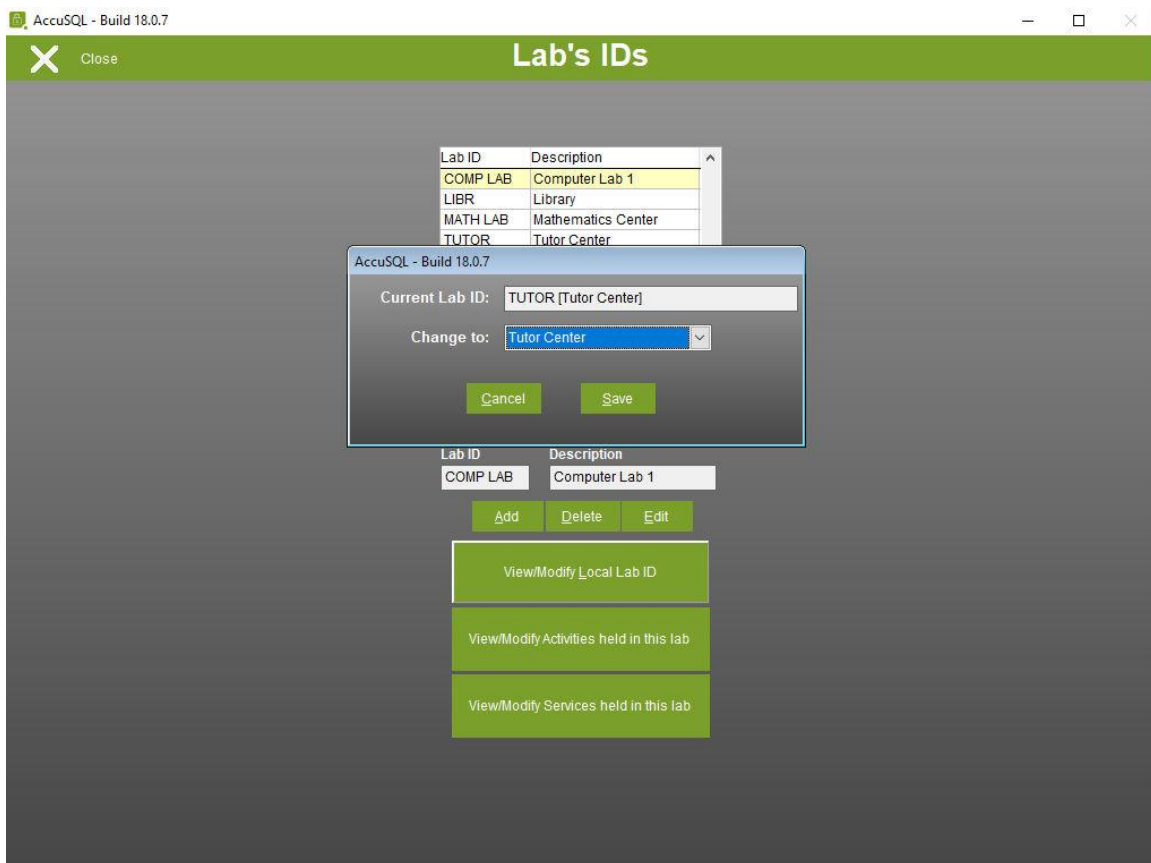 AccuSQL - Build 18.0.7
Close
Lab's IDs
Lab ID Description
COMP LAB Computer Lab 1
LIBR Library
MATH LAB Mathematics Center
TUTOR Tutor Center
AccuSQL - Build 18.0.7
Current Lab ID: TUTOR [Tutor Center]
Change to: Tutor Center
Cancel Save
Lab ID Description
COMP LAB Computer Lab 1
Add Delete Edit
View/Modify Local Lab ID
View/Modify Activities held in this lab
View/Modify Services held in this lab